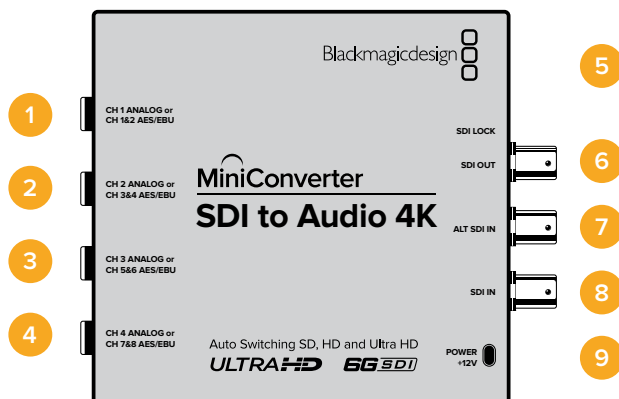 Blackmagicdesign
5
1
CH 1 ANALOG or
CH 1&2 AES/EBU
SDI LOCK
SDI OUT
6
2
CH 2 ANALOG or
CH 3&4 AES/EBU
MiniConverter
SDI to Audio 4K
ALT SDI IN
7
3
CH 3 ANALOG or
CH 5&6 AES/EBU
SDI IN
8
4
CH 4 ANALOG or
CH 7&8 AES/EBU
Auto Switching SD, HD and Ultra HD
ULTRAHD 6G SDI
POWER
+12V
9